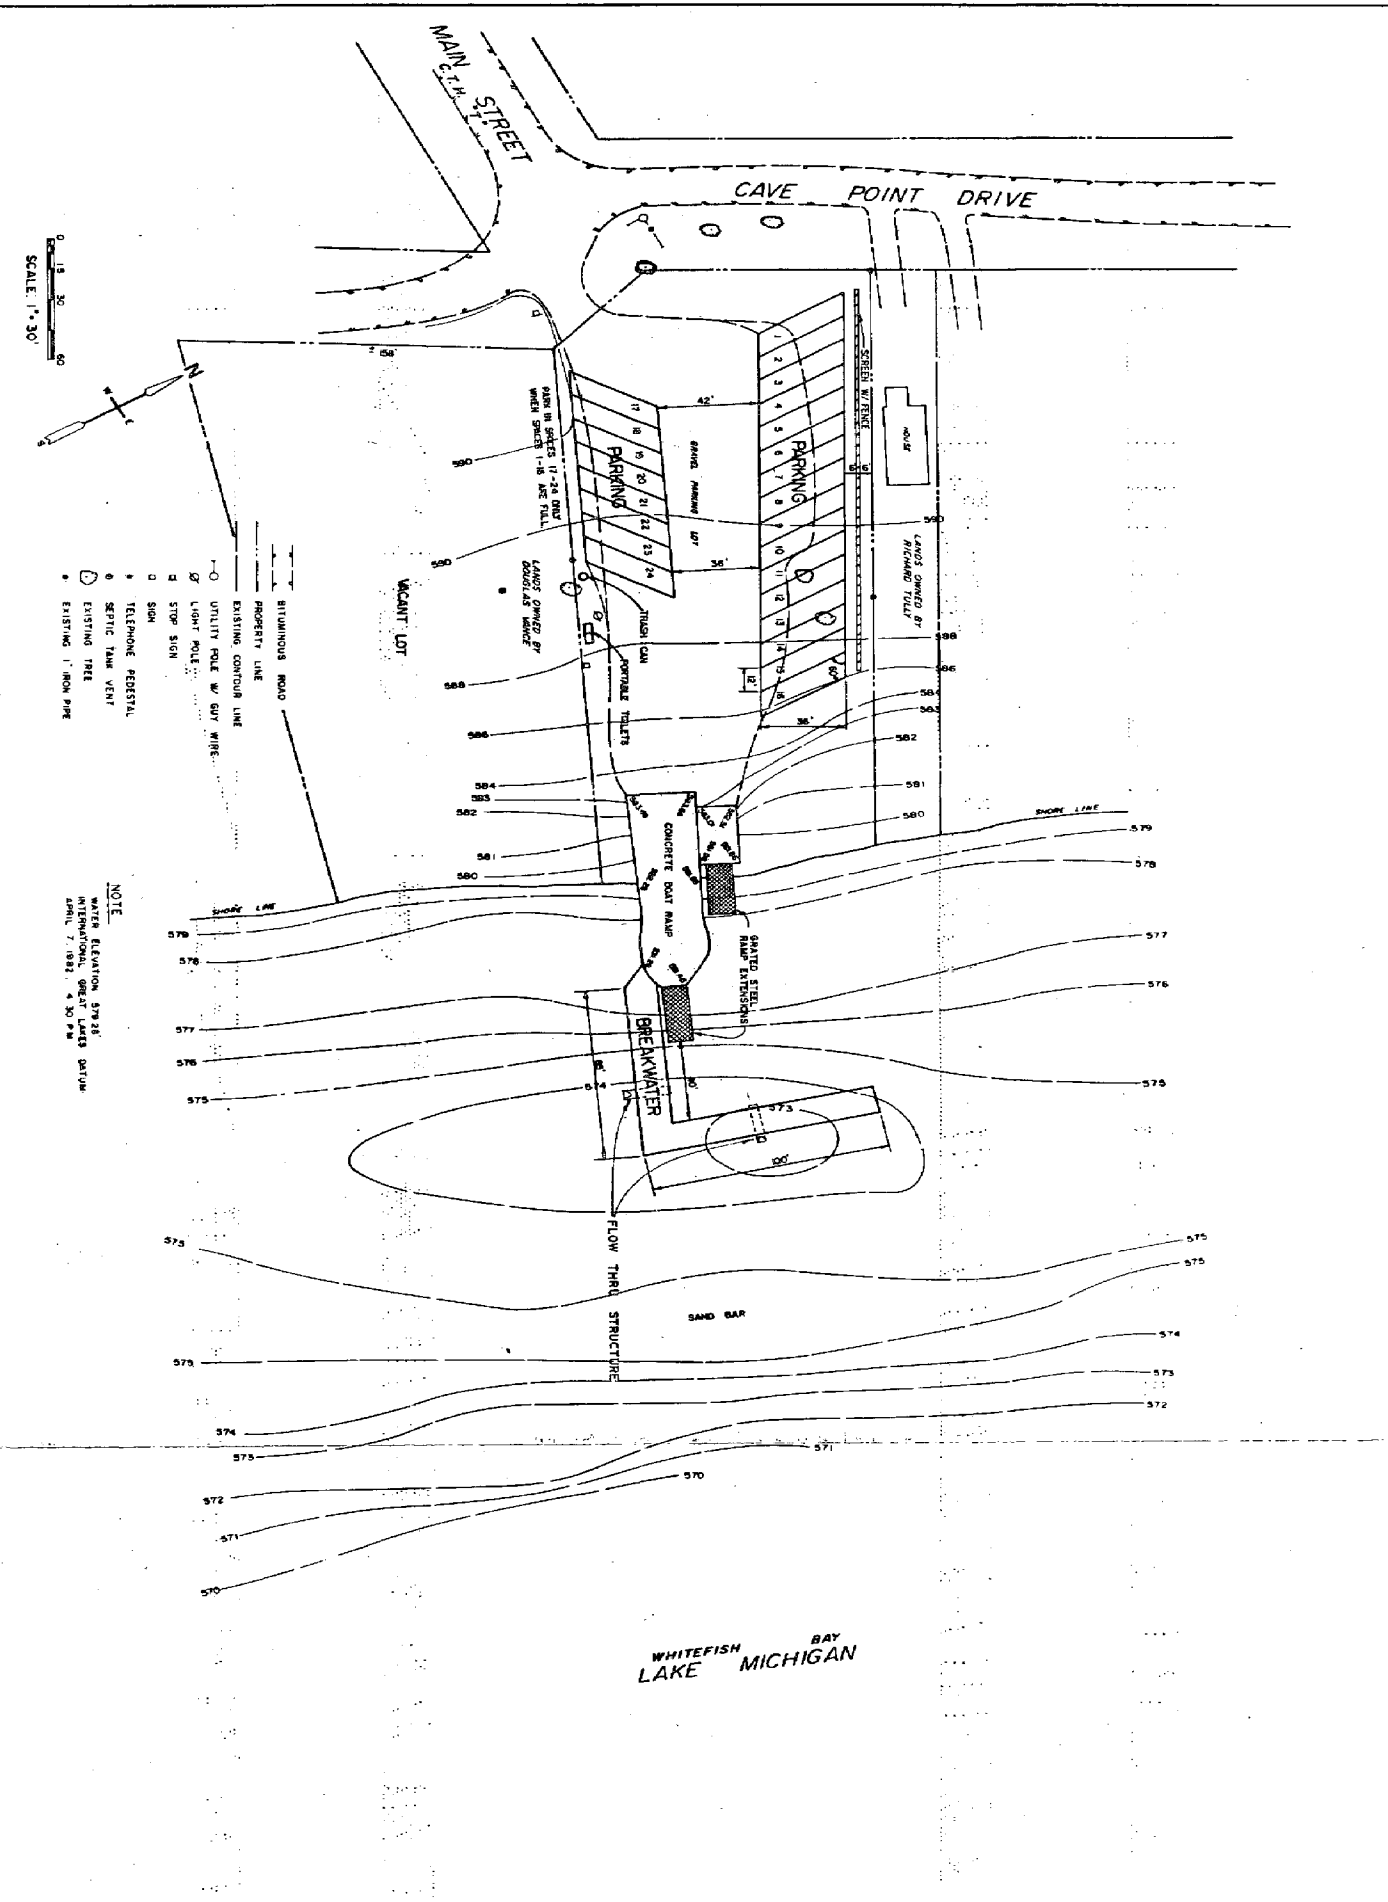 MAIN STREET
C.T.H. "T"
CAVE POINT DRIVE
0 15 30 60
SCALE: 1" = 30'
N
W
E
S
± 158'
PARK IN SPACES 17-24 ONLY
WHEN SPACES 1-16 ARE FULL.
17
18
19
20
21
22
23
24
PARKING
42'
GRAVEL PARKING LOT
36'
1
2
3
4
5
6
7
8
9
10
11
12
13
14
15
16
PARKING
SCREEN W/ FENCE
HOUSE
6'-6"
LANDS OWNED BY
RICHARD TULLY
60°
12'
36'
LANDS OWNED BY
DOUGLAS VANCE
VACANT LOT
TRASH CAN
PORTABLE TOILETS
590
590
590
588
588
586
586
584
584
583
583
582
582
581
581
580
580
BITUMINOUS ROAD
PROPERTY LINE
EXISTING CONTOUR LINE
UTILITY POLE W/ GUY WIRE
LIGHT POLE
STOP SIGN
SIGN
TELEPHONE PEDESTAL
SEPTIC TANK VENT
EXISTING TREE
EXISTING 1" IRON PIPE
CONCRETE BOAT RAMP
SHORE LINE
SHORE LINE
579
579
578
578
577
577
576
576
575
575
GRATED STEEL
RAMP EXTENSIONS
BREAKWATER
574
573
100'
FLOW THRU STRUCTURE
NOTE
WATER ELEVATION 579.28'
INTERNATIONAL GREAT LAKES DATUM
APRIL 7, 1982 4:30 PM
575
575
575
575
SAND BAR
574
574
573
573
572
572
571
571
570
570
WHITEFISH BAY
LAKE MICHIGAN